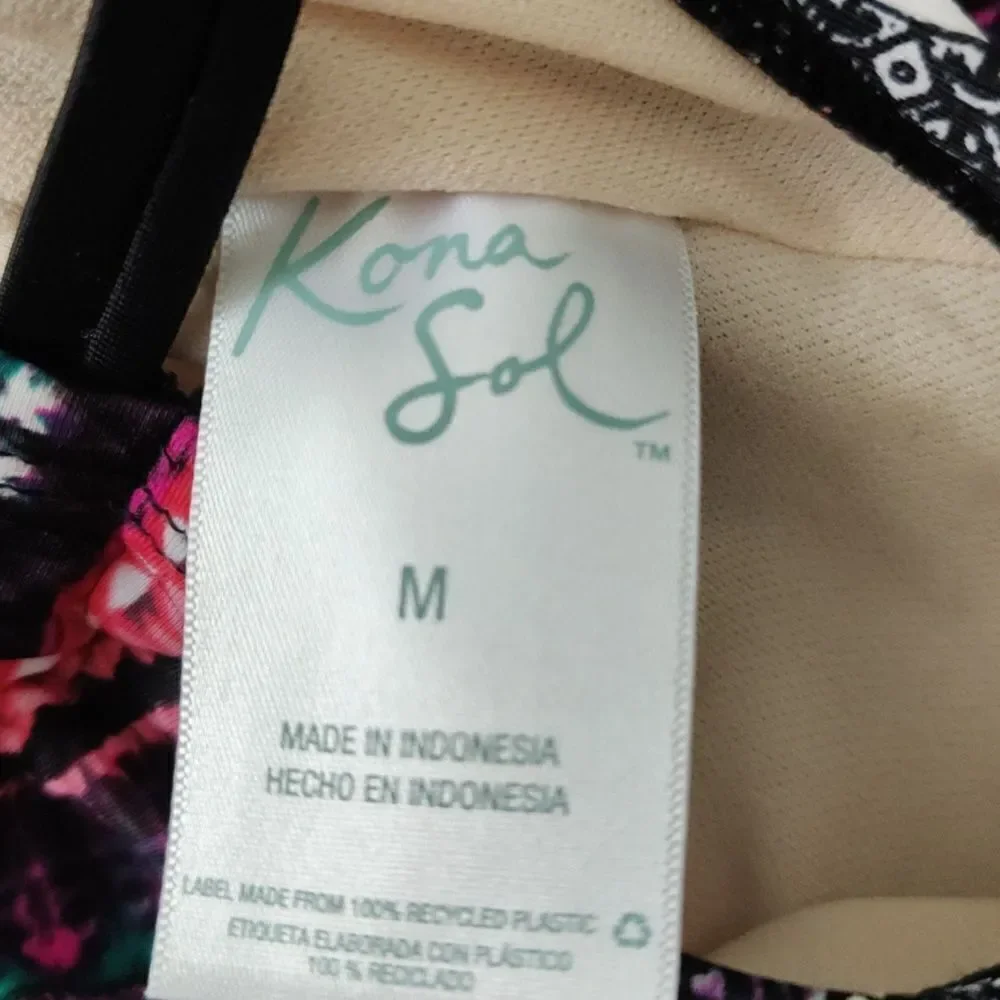 Kona
Sol
TM
M
MADE IN INDONESIA
HECHO EN INDONESIA
LABEL MADE FROM 100% RECYCLED PLASTIC
ETIQUETA ELABORADA CON PLÁSTICO
100 % RECICLADO